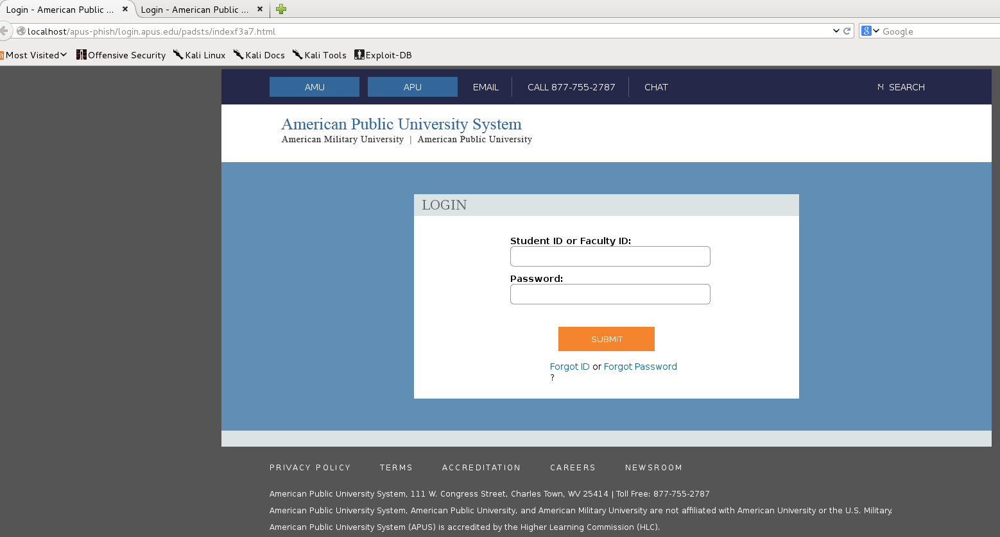 Login - American Public ... Login - American Public ...
localhost/apus-phish/login.apus.edu/padsts/indexf3a7.html Google
Most Visited Offensive Security Kali Linux Kali Docs Kali Tools Exploit-DB
AMU APU EMAIL CALL 877-755-2787 CHAT SEARCH
American Public University System
American Military University | American Public University
LOGIN
Student ID or Faculty ID:
Password:
SUBMIT
Forgot ID or Forgot Password
?
PRIVACY POLICY TERMS ACCREDITATION CAREERS NEWSROOM
American Public University System, 111 W. Congress Street, Charles Town, WV 25414 | Toll Free: 877-755-2787
American Public University System, American Public University, and American Military University are not affiliated with American University or the U.S. Military.
American Public University System (APUS) is accredited by the Higher Learning Commission (HLC).